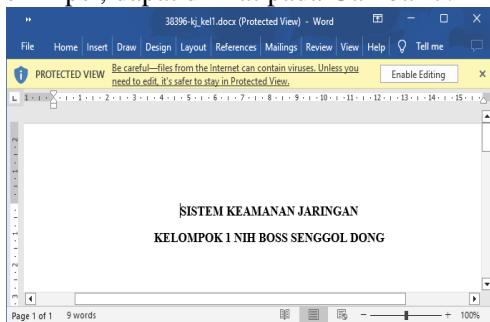 38396-kj_kel1.docx (Protected View) - Word
File Home Insert Draw Design Layout References Mailings Review View Help Tell me
PROTECTED VIEW Be careful—files from the Internet can contain viruses. Unless you need to edit, it's safer to stay in Protected View. Enable Editing
SISTEM KEAMANAN JARINGAN
KELOMPOK 1 NIH BOSS SENGGOL DONG
Page 1 of 1 9 words 100%